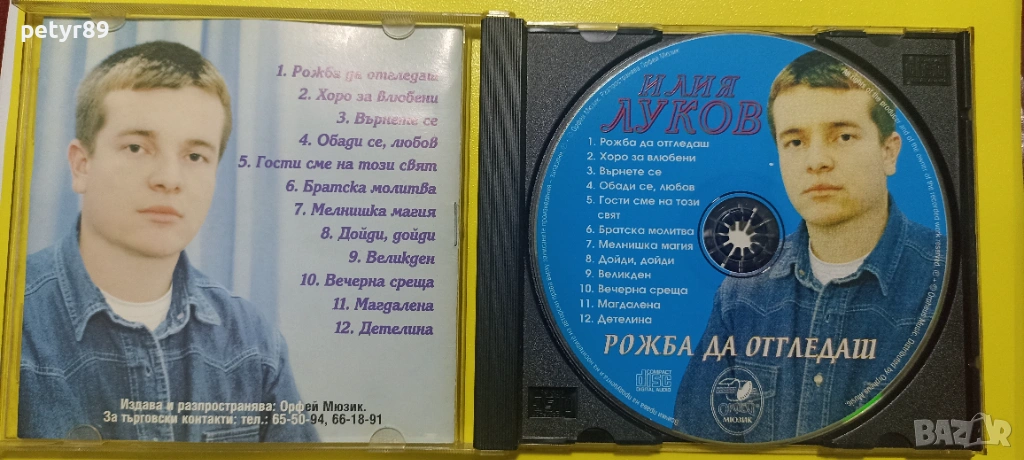 petyr89
1. Рожба да отгледаш
2. Хоро за влюбени
3. Върнете се
4. Обади се, любов
5. Гости сме на този свят
6. Братска молитва
7. Мелнишка магия
8. Дойди, дойди
9. Великден
10. Вечерна среща
11. Магдалена
12. Детелина
Издава и разпространява: Орфей Мюзик.
За търговски контакти: тел.: 65-50-94, 66-18-91
ИЛИЯ
ЛУКОВ
1. Рожба да отгледаш
2. Хоро за влюбени
3. Върнете се
4. Обади се, любов
5. Гости сме на този
свят
6. Братска молитва
7. Мелнишка магия
8. Дойди, дойди
9. Великден
10. Вечерна среща
11. Магдалена
12. Детелина
РОЖБА ДА ОТГЛЕДАШ
COMPACT
disc
DIGITAL AUDIO
МЮЗИК
BAZAR